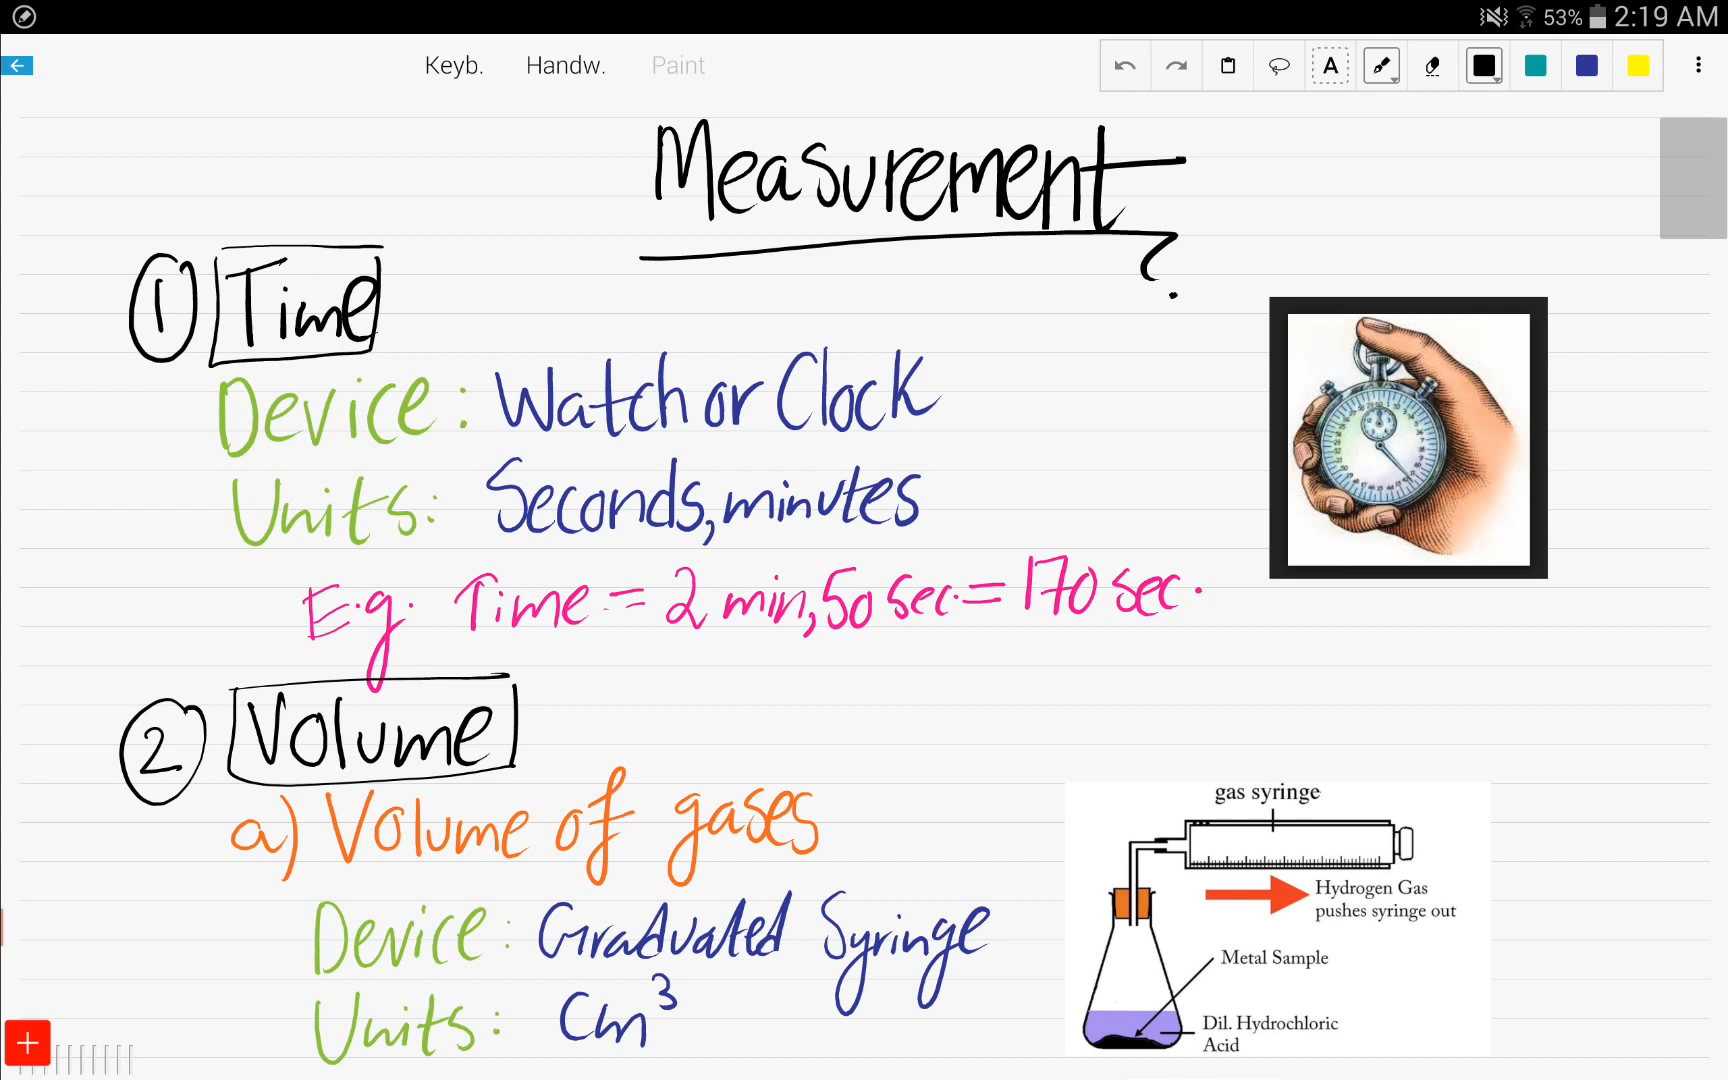 53% 2:19 AM
Keyb. Handw. Paint
A
Measurement
?
1 Time
Device: Watch or Clock
Units: Seconds, minutes
E.g. Time = 2 min, 50 sec. = 170 sec.
2 Volume
a) Volume of gases
gas syringe
Hydrogen Gas
pushes syringe out
Device: Graduated Syringe
Metal Sample
Units: Cm³
Dil. Hydrochloric
Acid